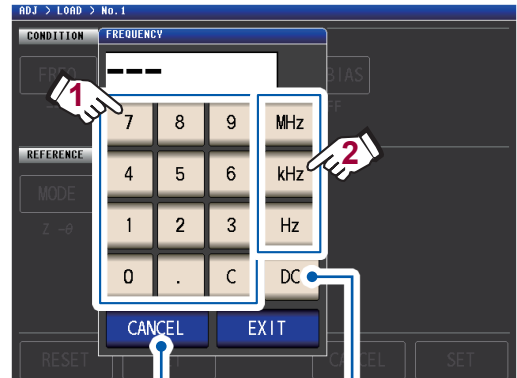 ADJ > LOAD > No.1
CONDITION FREQUENCY
FREQ --- BIAS
1
7 8 9 MHz
REFERENCE
2
4 5 6 kHz
MODE
1 2 3 Hz
Z -θ
0 . C DC
CANCEL EXIT
RESET CANCEL SET